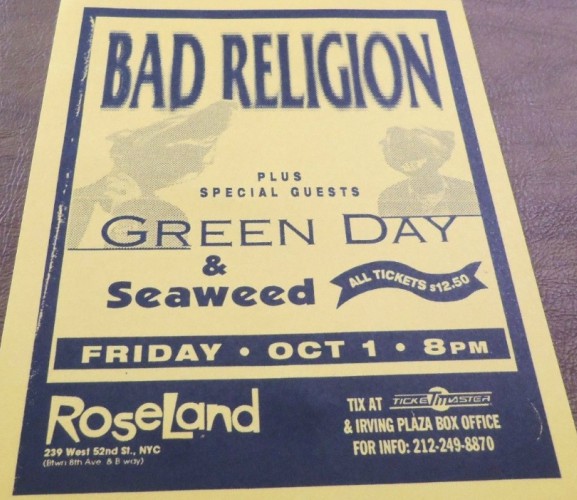 BAD RELIGION
PLUS
SPECIAL GUESTS
GREEN DAY
&
Seaweed
ALL TICKETS $12.50
FRIDAY • OCT 1 • 8PM
RoseLand
239 West 52nd St., NYC
(Btwn 8th Ave. & B'way)
TIX AT TICKETMASTER
& IRVING PLAZA BOX OFFICE
FOR INFO: 212-249-8870